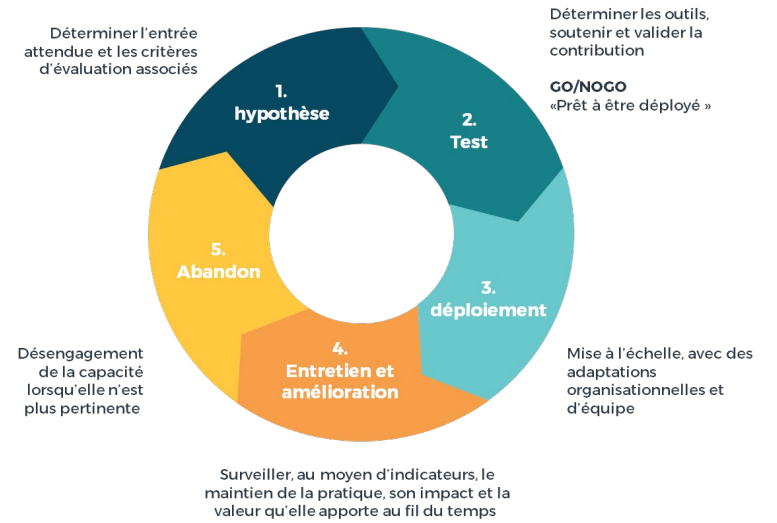 Déterminer l'entrée
attendue et les critères
d'évaluation associés
1.
hypothèse
Déterminer les outils,
soutenir et valider la
contribution
GO/NOGO
«Prêt à être déployé »
2.
Test
3.
déploiement
Mise à l'échelle, avec des
adaptations
organisationnelles et
d'équipe
4.
Entretien et
amélioration
Surveiller, au moyen d'indicateurs, le
maintien de la pratique, son impact et la
valeur qu'elle apporte au fil du temps
5.
Abandon
Désengagement
de la capacité
lorsqu'elle n'est
plus pertinente